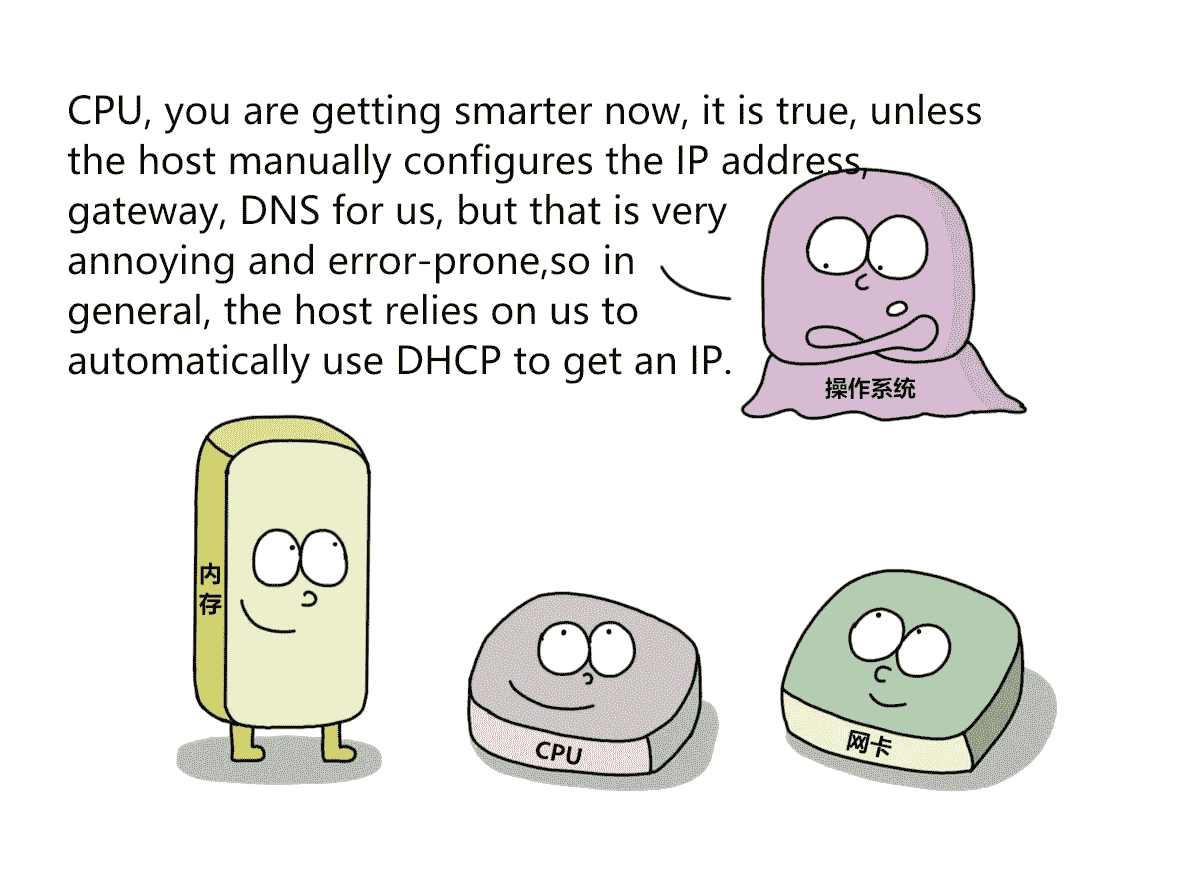 CPU, you are getting smarter now, it is true, unless
the host manually configures the IP address,
gateway, DNS for us, but that is very
annoying and error-prone,so in
general, the host relies on us to
automatically use DHCP to get an IP.
操作系统
内
存
CPU
网卡